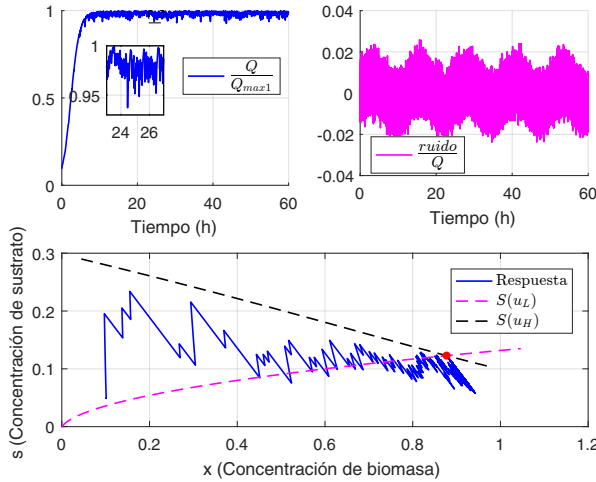 1
0.5
0
0 20 40 60
Tiempo (h)
1
0.95
24 26
Q
Q_{max1}
0.04
0.02
0
-0.02
-0.04
0 20 40 60
Tiempo (h)
ruido
Q
s (Concentración de sustrato)
0.3
0.2
0.1
0
0 0.2 0.4 0.6 0.8 1 1.2
x (Concentración de biomasa)
Respuesta
S(u_L)
S(u_H)